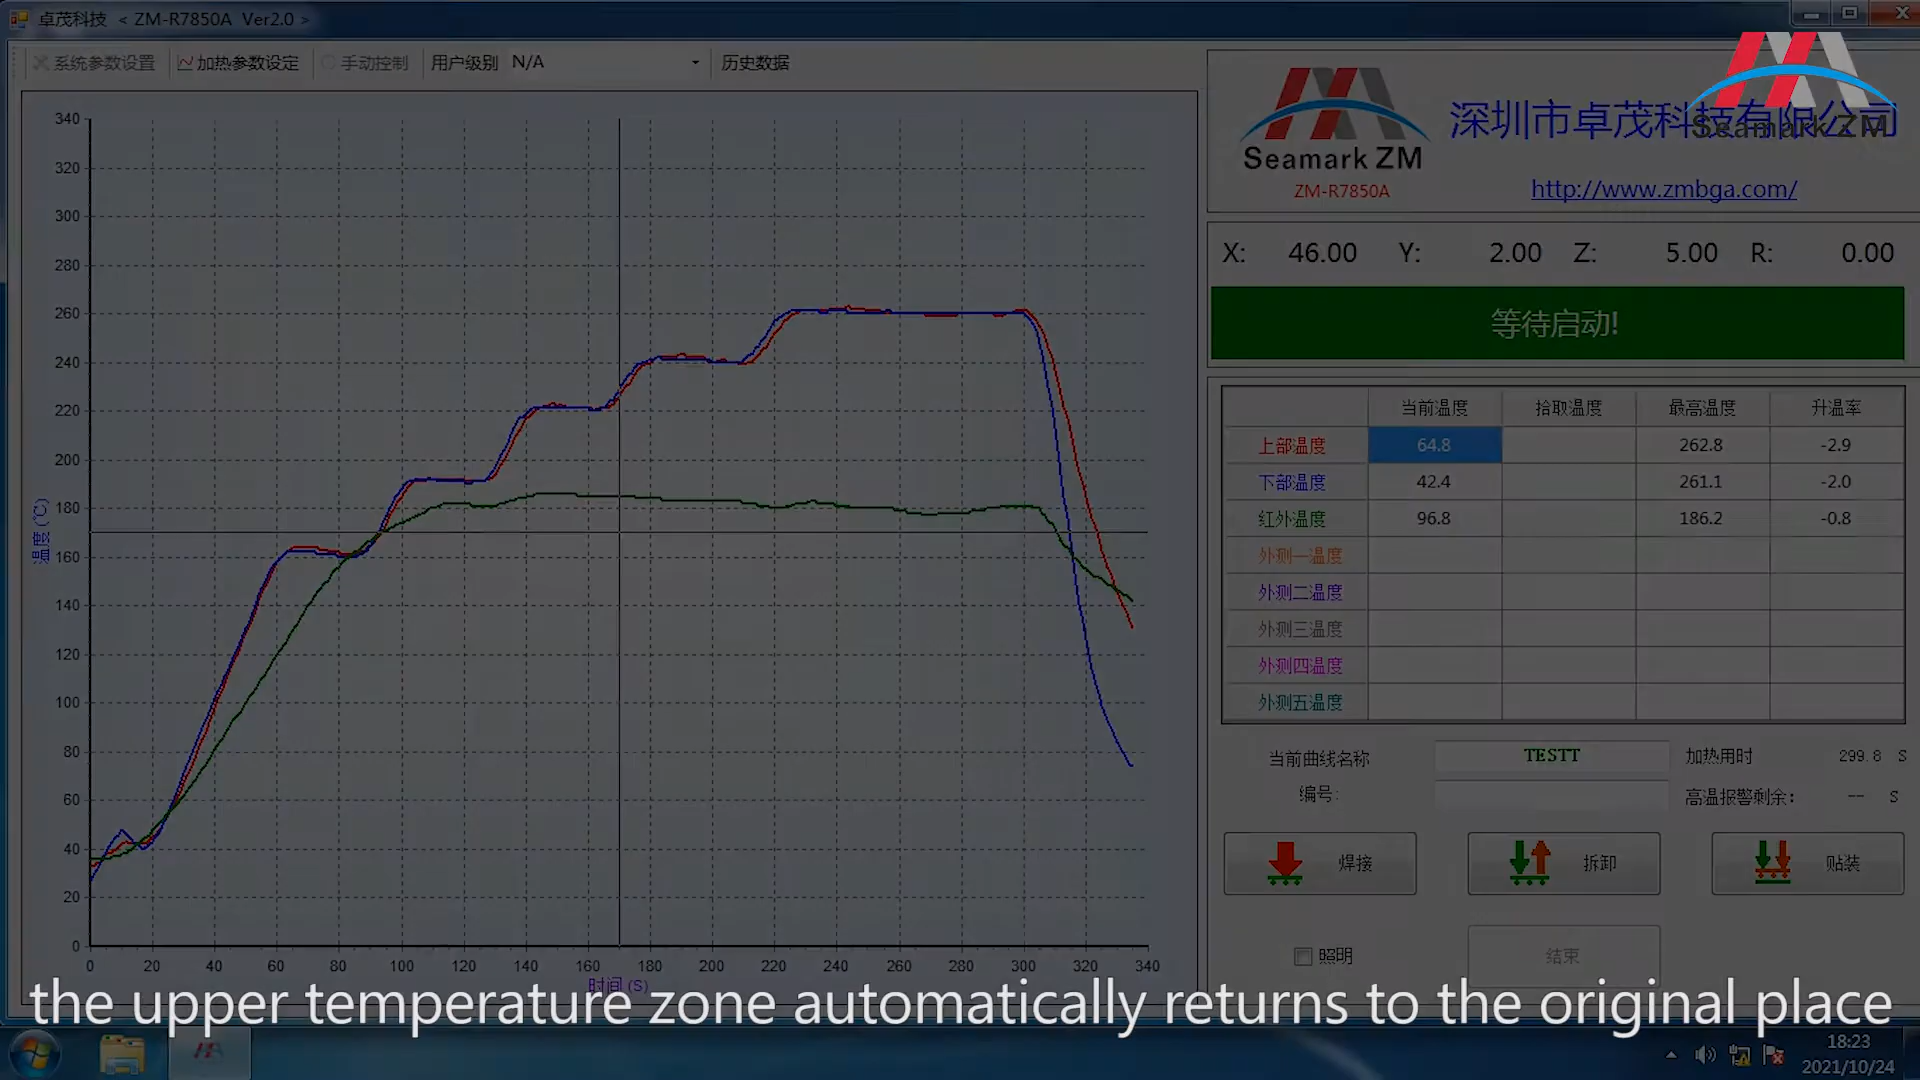 卓茂科技 < ZM-R7850A Ver2.0 >
系统参数设置 加热参数设定 手动控制 用户级别 N/A 历史数据
Seamark ZM
ZM-R7850A
深圳市卓茂科技有限公司
http://www.zmbga.com/
Seamark ZM
X: 46.00 Y: 2.00 Z: 5.00 R: 0.00
等待启动!
当前温度 拾取温度 最高温度 升温率
上部温度 64.8 262.8 -2.9
下部温度 42.4 261.1 -2.0
红外温度 96.8 186.2 -0.8
外测一温度
外测二温度
外测三温度
外测四温度
外测五温度
当前曲线名称 TESTT 加热用时 299.8 S
编号: 高温报警剩余: -- S
焊接 拆卸 贴装
照明 结束
340
320
300
280
260
240
220
200
180
160
140
120
100
80
60
40
20
0
温度(℃)
0 20 40 60 80 100 120 140 160 180 200 220 240 260 280 300 320 340
时间(S)
the upper temperature zone automatically returns to the original place
18:23
2021/10/24